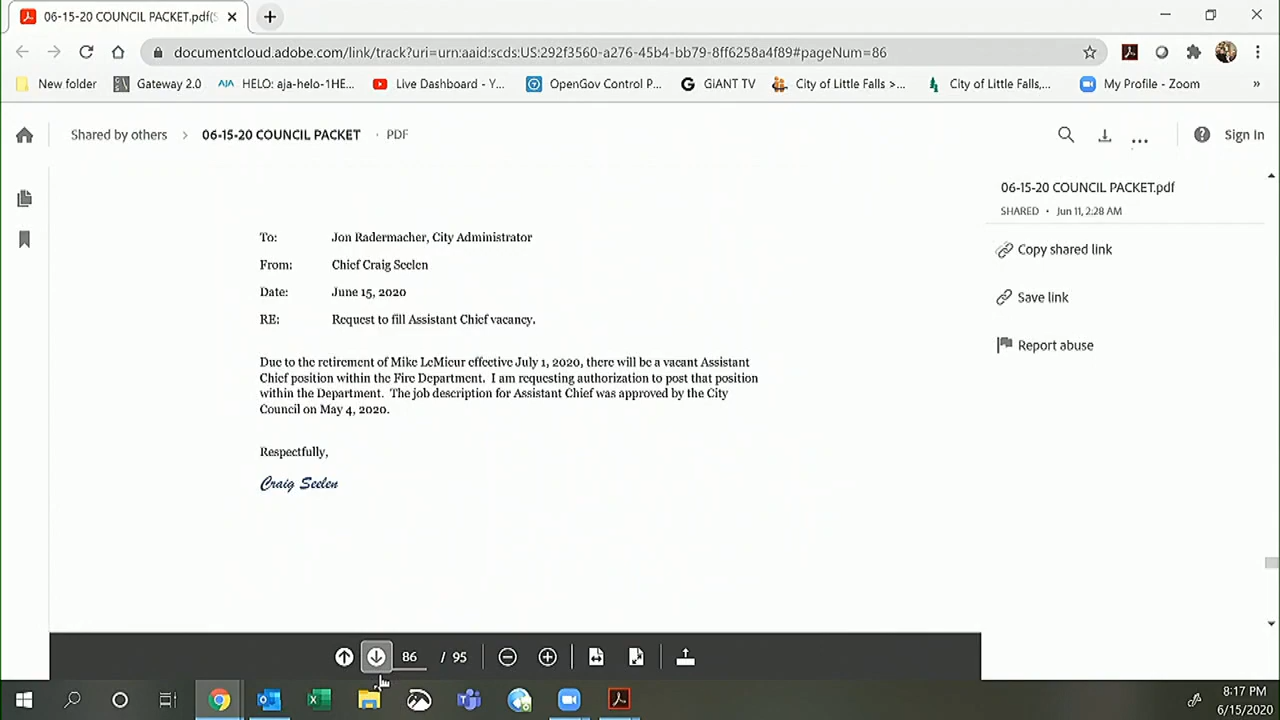 06-15-20 COUNCIL PACKET.pdf(S
documentcloud.adobe.com/link/track?uri=urn:aaid:scds:US:292f3560-a276-45b4-bb79-8ff6258a4f89#pageNum=86
New folder Gateway 2.0 AJA HELO: aja-helo-1HE... Live Dashboard - Y... OpenGov Control P... G GIANT TV City of Little Falls >... City of Little Falls,... My Profile - Zoom »
Shared by others > 06-15-20 COUNCIL PACKET · PDF ... Sign In
06-15-20 COUNCIL PACKET.pdf
SHARED • Jun 11, 2:28 AM
Copy shared link
Save link
Report abuse
To: Jon Radermacher, City Administrator
From: Chief Craig Seelen
Date: June 15, 2020
RE: Request to fill Assistant Chief vacancy.
Due to the retirement of Mike LeMieur effective July 1, 2020, there will be a vacant Assistant
Chief position within the Fire Department. I am requesting authorization to post that position
within the Department. The job description for Assistant Chief was approved by the City
Council on May 4, 2020.
Respectfully,
Craig Seelen
86 / 95
8:17 PM
6/15/2020